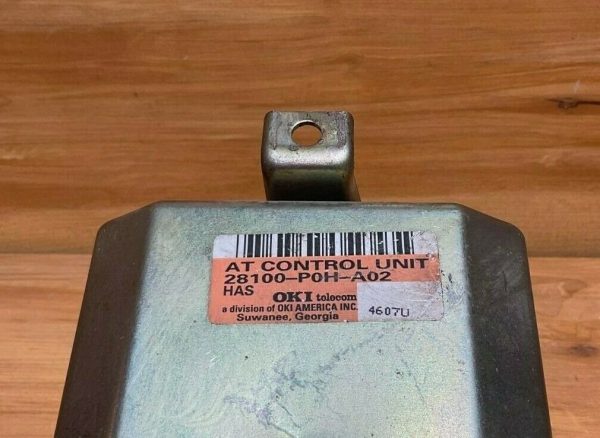 AT CONTROL UNIT
28100-P0H-A02
HAS OKI telecom
a division of OKI AMERICA INC.
Suwanee, Georgia 4607U